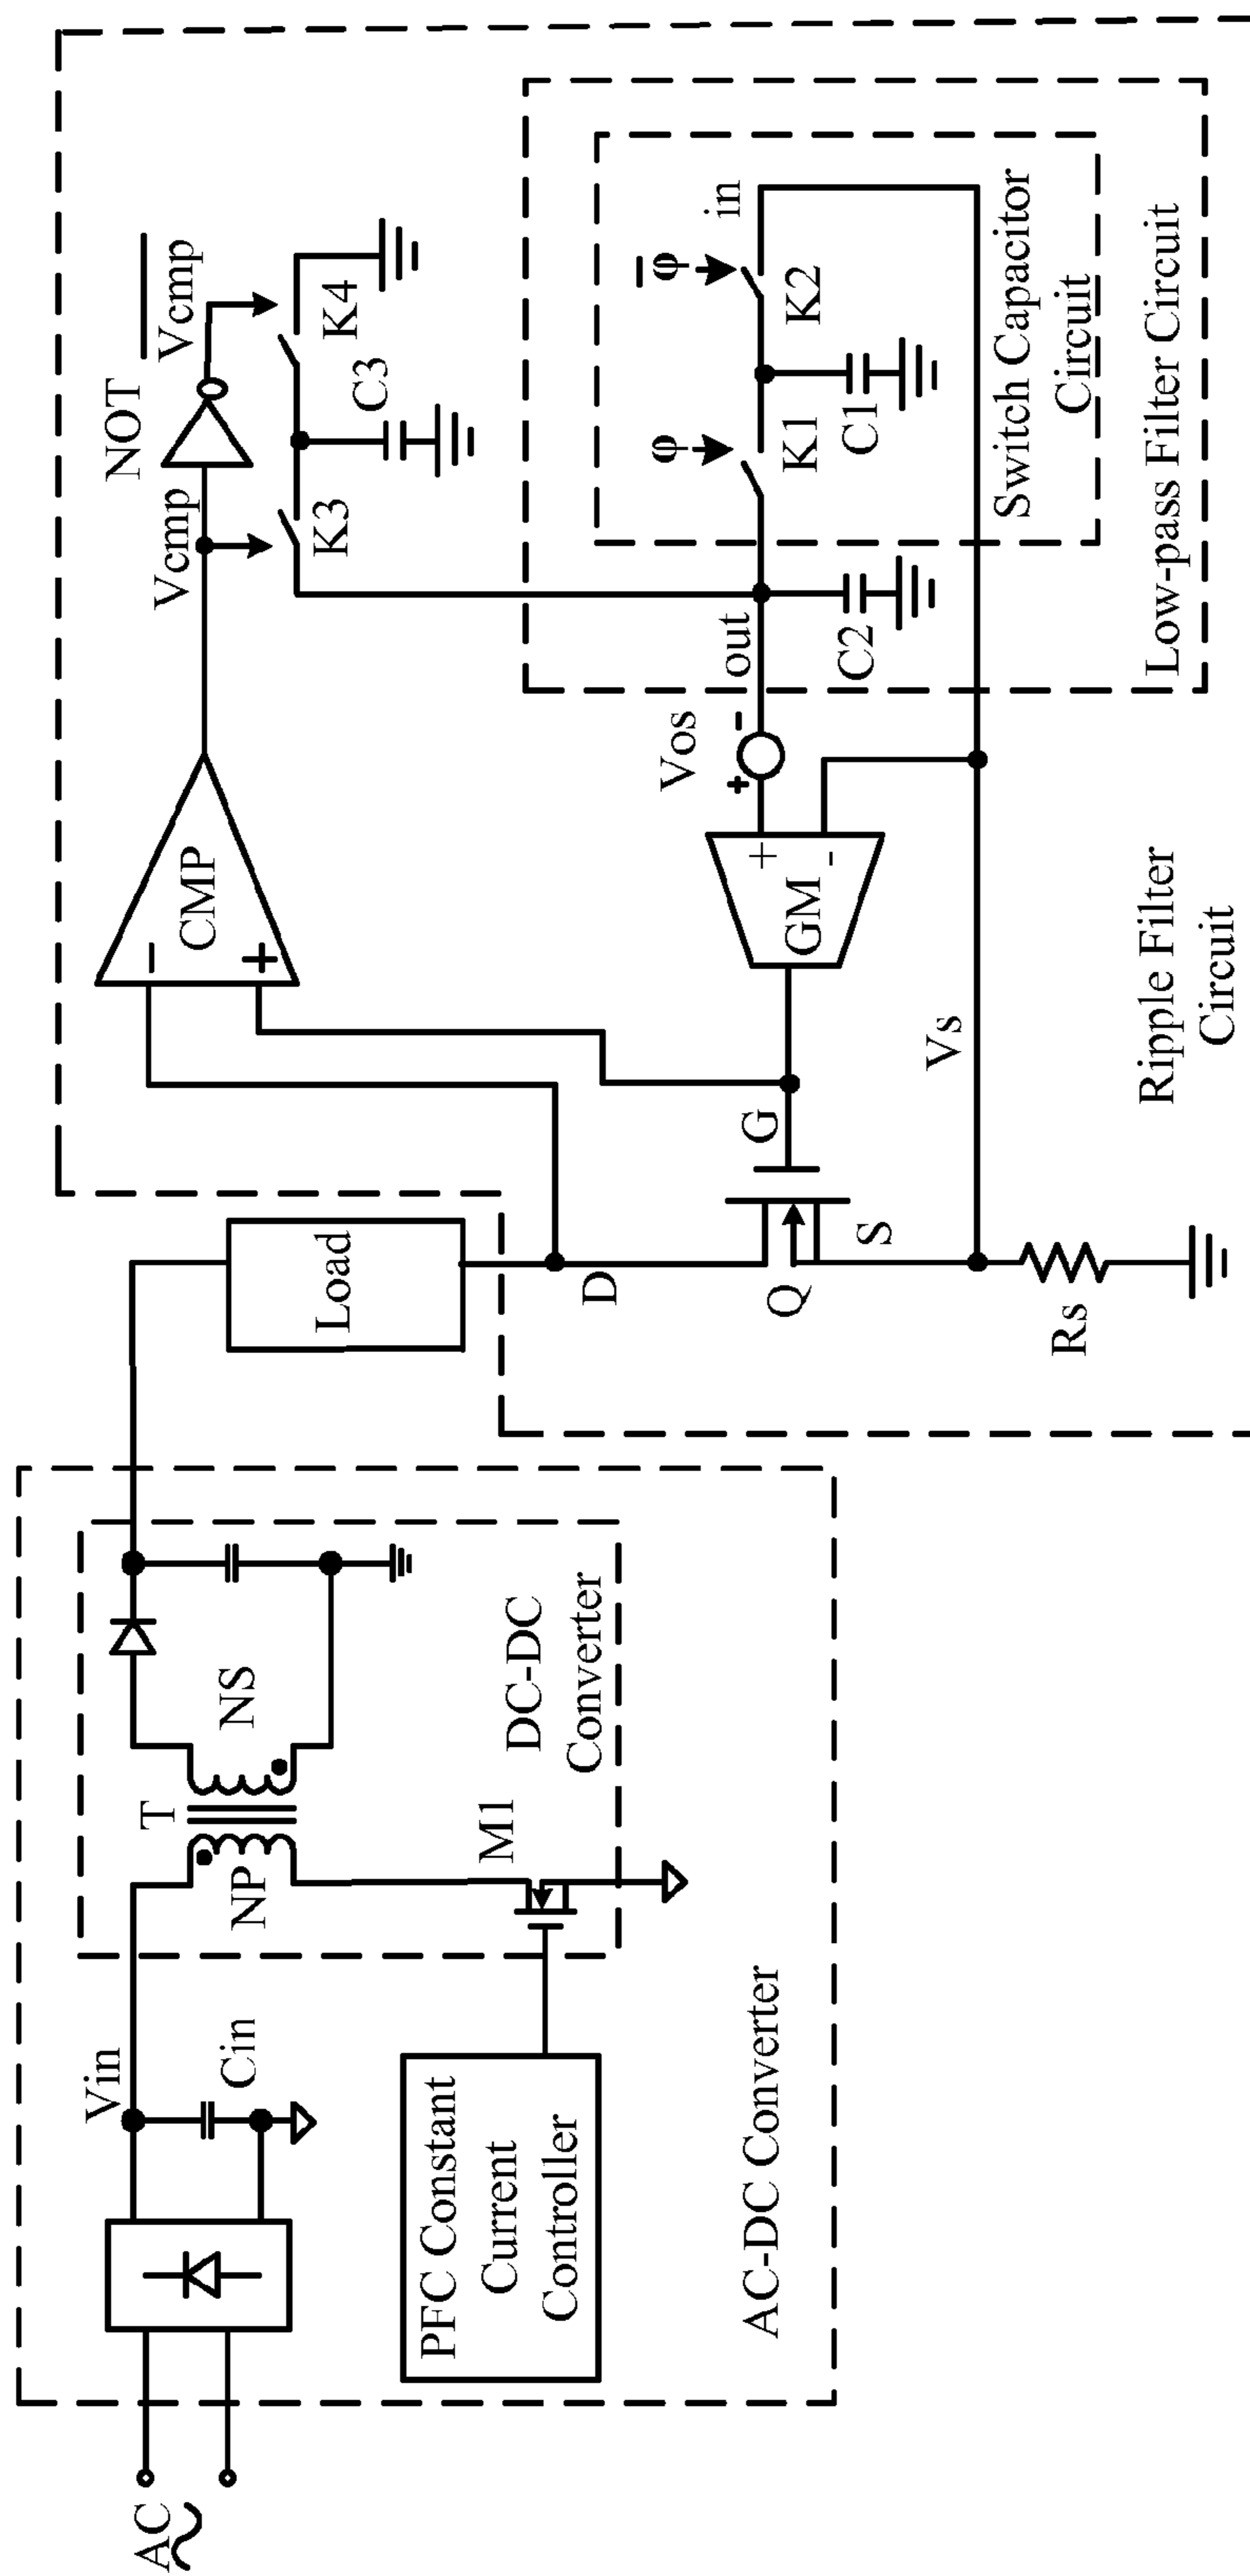 AC
Vin
Cin
PFC Constant
Current
Controller
AC-DC Converter
NP
T
NS
M1
DC-DC
Converter
Load
D
Q
G
S
Rs
Vs
Ripple Filter
Circuit
CMP
−
+
GM
+
-
Vos
+
-
out
C2
Vcmp
NOT
V̅c̅m̅p̅
K3
C3
K4
φ
K1
C1
φ̅
K2
in
Switch Capacitor
Circuit
Low-pass Filter Circuit